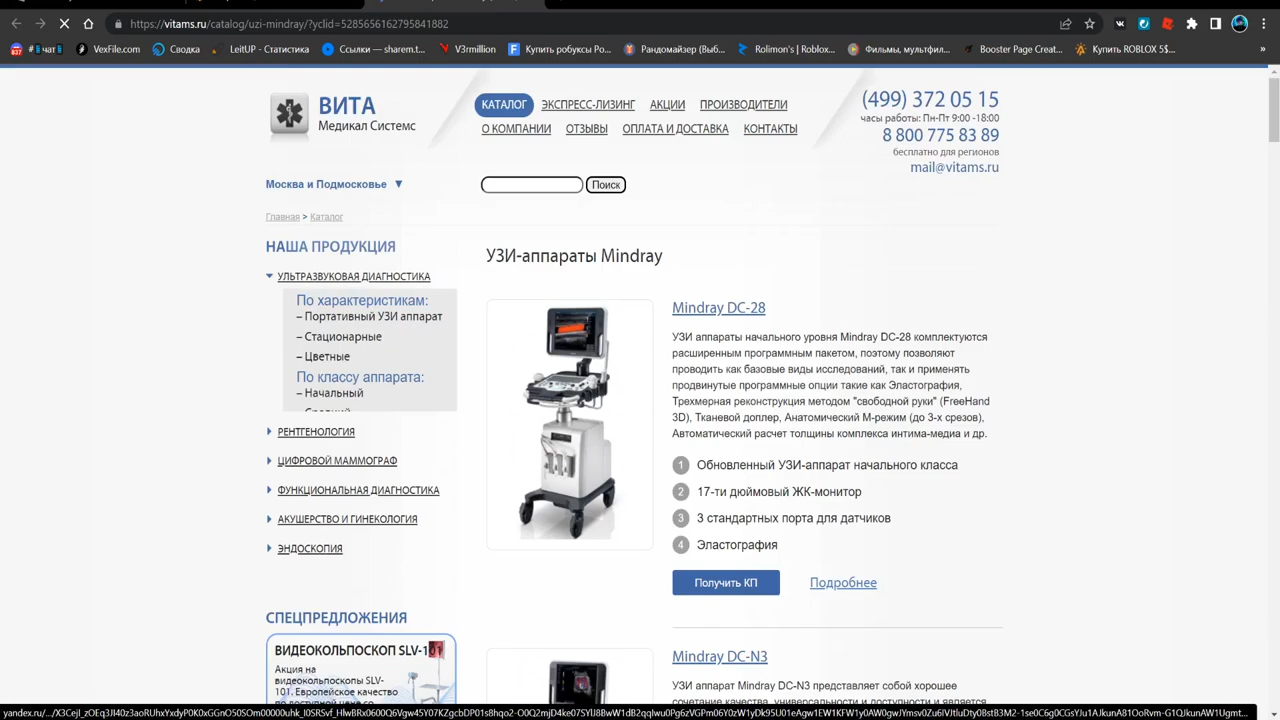 https://vitams.ru/catalog/uzi-mindray/?yclid=5285656162795841882
VexFile.com
Сводка
LeitUP - Статистика
Ссылки — sharem.t...
V3rmillion
Купить робуксы Ро...
Рандомайзер (Выб...
Rolimon's | Roblox...
Фильмы, мультфил...
Booster Page Creat...
Купить ROBLOX 5$...
»
ВИТА
Медикал Системс
КАТАЛОГ ЭКСПРЕСС-ЛИЗИНГ АКЦИИ ПРОИЗВОДИТЕЛИ
О КОМПАНИИ ОТЗЫВЫ ОПЛАТА И ДОСТАВКА КОНТАКТЫ
(499) 372 05 15
часы работы: Пн-Пт 9:00 -18:00
8 800 775 83 89
бесплатно для регионов
mail@vitams.ru
Москва и Подмосковье ▼
Поиск
Главная > Каталог
НАША ПРОДУКЦИЯ
УЛЬТРАЗВУКОВАЯ ДИАГНОСТИКА
По характеристикам:
– Портативный УЗИ аппарат
– Стационарные
– Цветные
По классу аппарата:
– Начальный
– Средний
РЕНТГЕНОЛОГИЯ
ЦИФРОВОЙ МАММОГРАФ
ФУНКЦИОНАЛЬНАЯ ДИАГНОСТИКА
АКУШЕРСТВО И ГИНЕКОЛОГИЯ
ЭНДОСКОПИЯ
СПЕЦПРЕДЛОЖЕНИЯ
ВИДЕОКОЛЬПОСКОП SLV-101
Акция на
видеокольпоскопы SLV-
101. Европейское качество
по доступной цене со
УЗИ-аппараты Mindray
Mindray DC-28
УЗИ аппараты начального уровня Mindray DC-28 комплектуются
расширенным программным пакетом, поэтому позволяют
проводить как базовые виды исследований, так и применять
продвинутые программные опции такие как Эластография,
Трехмерная реконструкция методом "свободной руки" (FreeHand
3D), Тканевой доплер, Анатомический М-режим (до 3-х срезов),
Автоматический расчет толщины комплекса интима-медиа и др.
1 Обновленный УЗИ-аппарат начального класса
2 17-ти дюймовый ЖК-монитор
3 3 стандартных порта для датчиков
4 Эластография
Получить КП Подробнее
Mindray DC-N3
УЗИ аппарат Mindray DC-N3 представляет собой хорошее
сочетание качества, универсальности и доступности и является